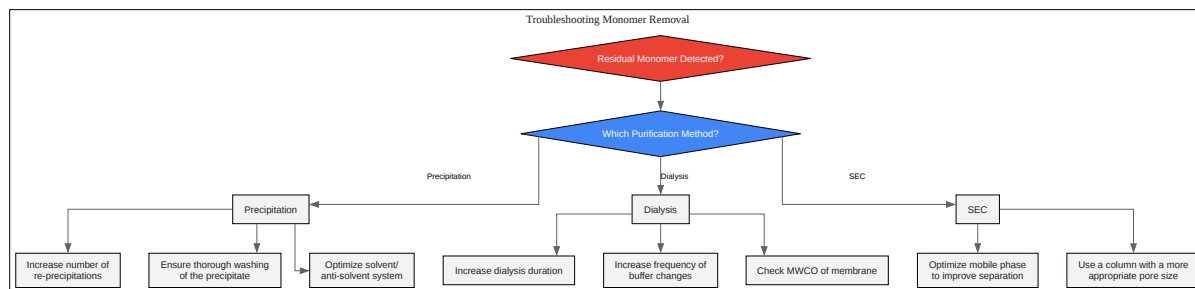 Troubleshooting Monomer Removal
Residual Monomer Detected?
Which Purification Method?
Precipitation
Dialysis
SEC
Precipitation
Dialysis
SEC
Increase number of
re-precipitations
Ensure thorough washing
of the precipitate
Optimize solvent/
anti-solvent system
Increase dialysis duration
Increase frequency of
buffer changes
Check MWCO of membrane
Optimize mobile phase
to improve separation
Use a column with a more
appropriate pore size